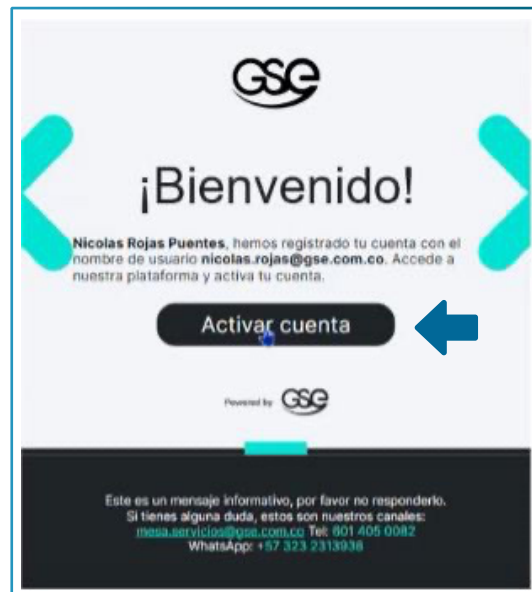 GSE
¡Bienvenido!
Nicolas Rojas Puentes, hemos registrado tu cuenta con el
nombre de usuario nicolas.rojas@gse.com.co. Accede a
nuestra plataforma y activa tu cuenta.
Activar cuenta
Powered by GSE
Este es un mensaje informativo, por favor no responderlo.
Si tienes alguna duda, estos son nuestros canales:
mesa.servicios@gse.com.co Tel: 601 405 0082
WhatsApp: +57 323 2313938